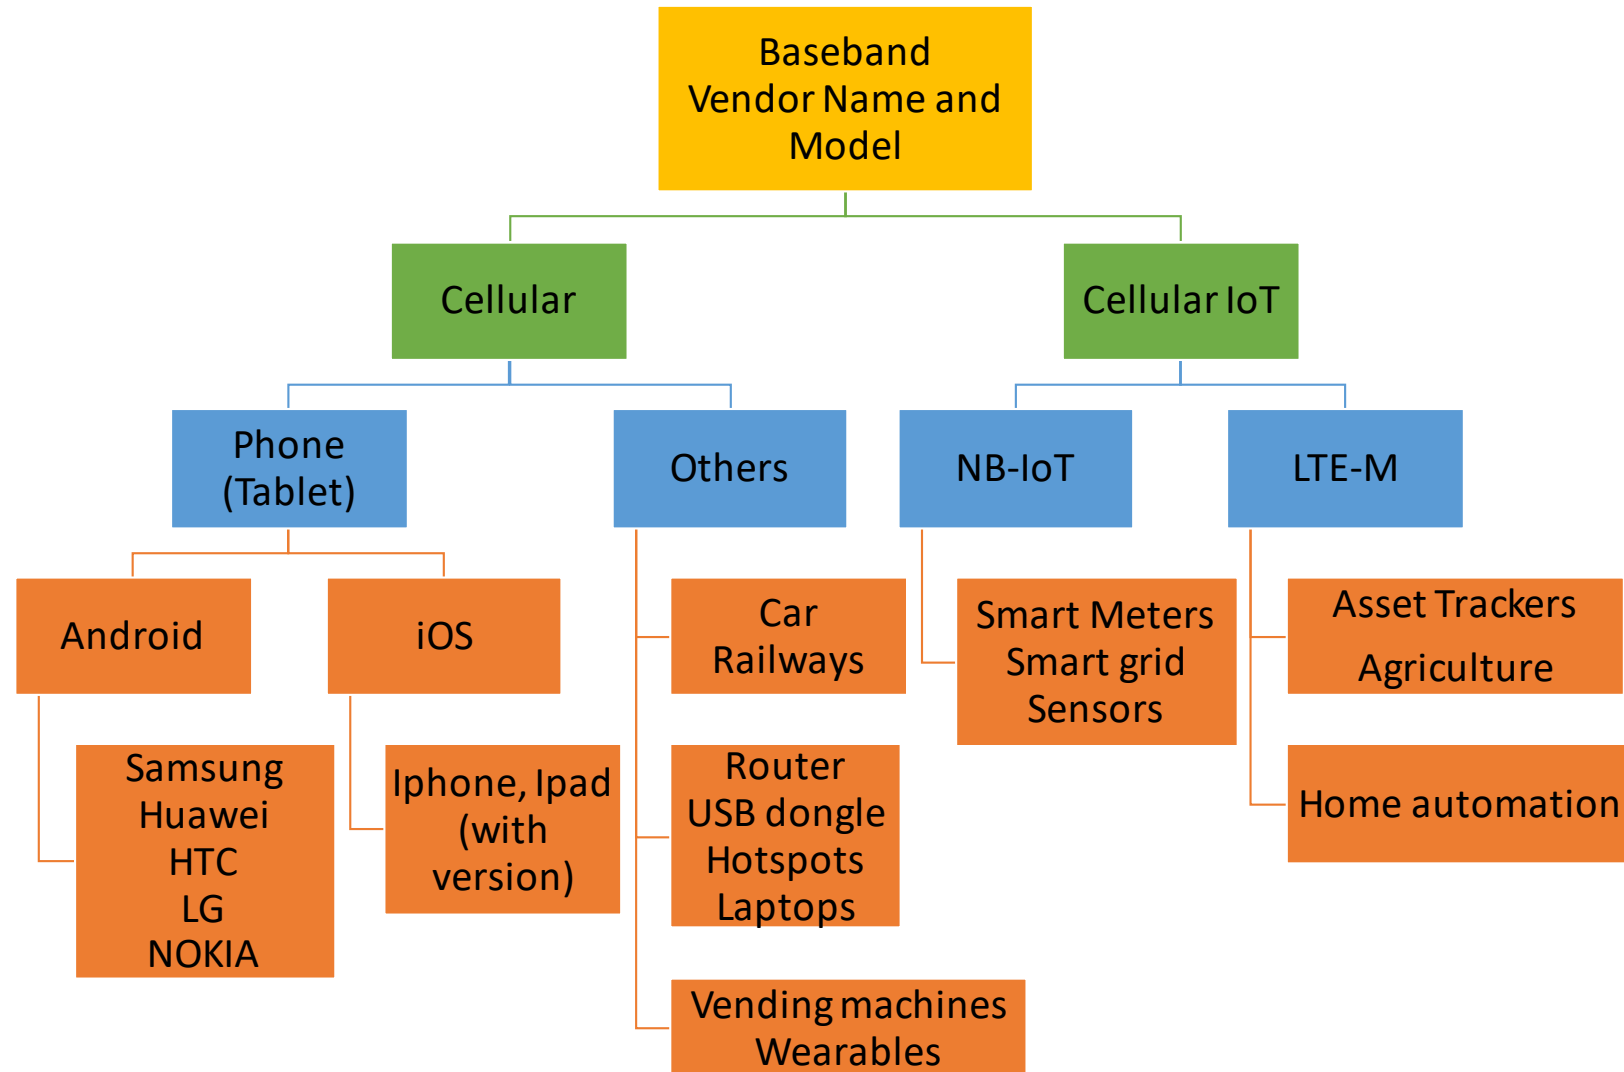 Baseband
Vendor Name and
Model
Cellular
Cellular IoT
Phone
(Tablet)
Others
NB-IoT
LTE-M
Android
iOS
Car
Railways
Smart Meters
Smart grid
Sensors
Asset Trackers
Agriculture
Samsung
Huawei
HTC
LG
NOKIA
Iphone, Ipad
(with
version)
Router
USB dongle
Hotspots
Laptops
Home automation
Vending machines
Wearables